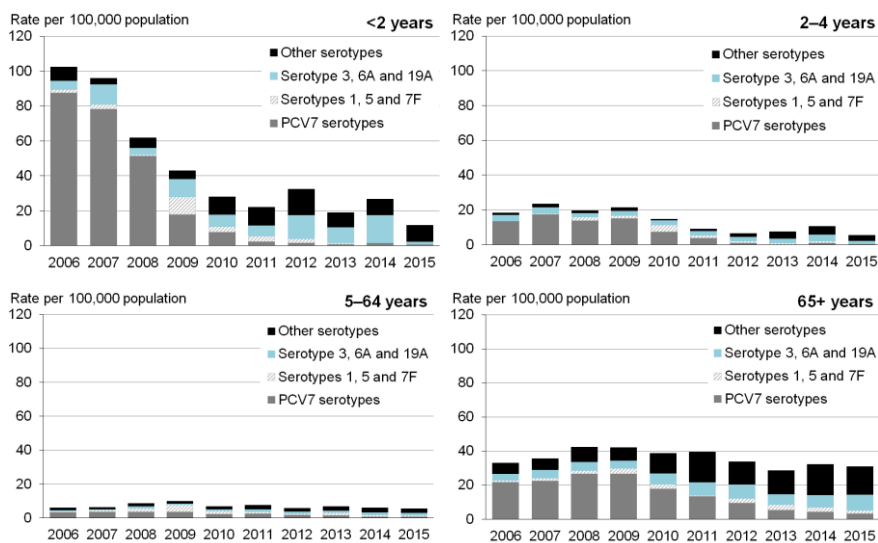 Rate per 100,000 population <2 years
120
100
80
60
40
20
0
Other serotypes
Serotype 3, 6A and 19A
Serotypes 1, 5 and 7F
PCV7 serotypes
2006 2007 2008 2009 2010 2011 2012 2013 2014 2015
Rate per 100,000 population 2–4 years
120
100
80
60
40
20
0
Other serotypes
Serotype 3, 6A and 19A
Serotypes 1, 5 and 7F
PCV7 serotypes
2006 2007 2008 2009 2010 2011 2012 2013 2014 2015
Rate per 100,000 population 5–64 years
120
100
80
60
40
20
0
Other serotypes
Serotype 3, 6A and 19A
Serotypes 1, 5 and 7F
PCV7 serotypes
2006 2007 2008 2009 2010 2011 2012 2013 2014 2015
Rate per 100,000 population 65+ years
120
100
80
60
40
20
0
Other serotypes
Serotype 3, 6A and 19A
Serotypes 1, 5 and 7F
PCV7 serotypes
2006 2007 2008 2009 2010 2011 2012 2013 2014 2015